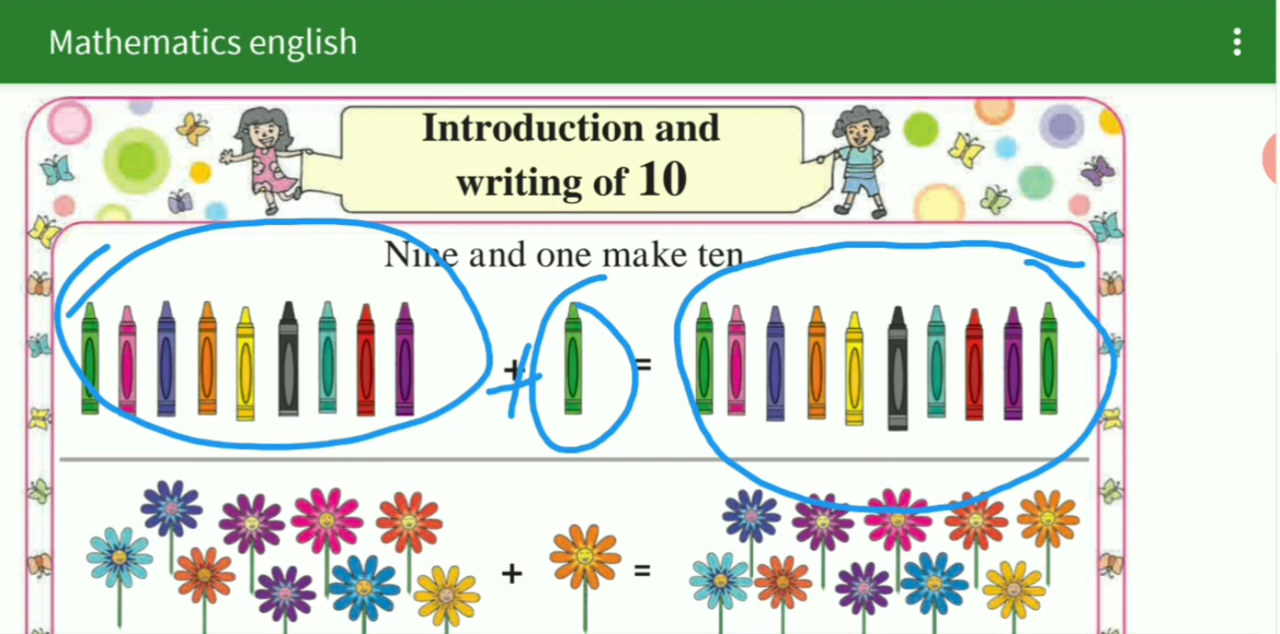 Mathematics english
Introduction and
writing of 10
Nine and one make ten
+ =
+ =